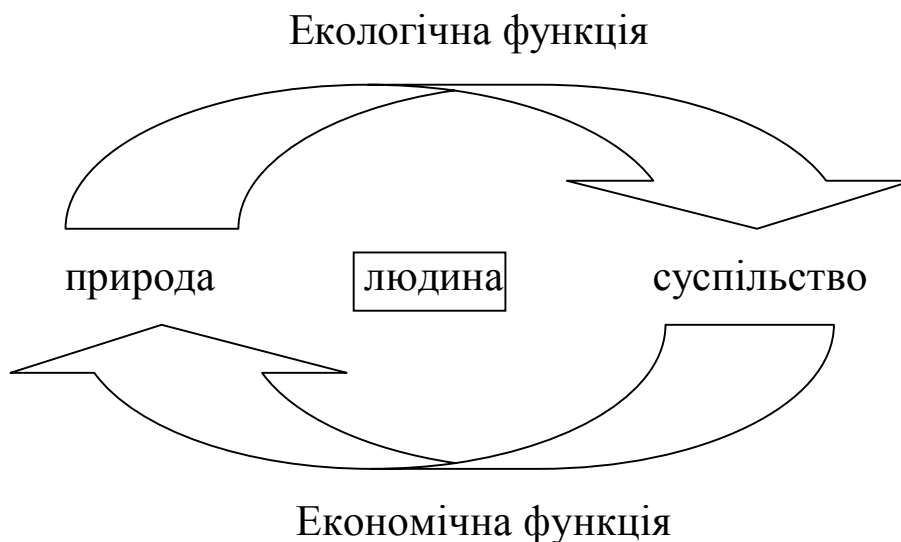 Екологічна функція
природа людина суспільство
Економічна функція